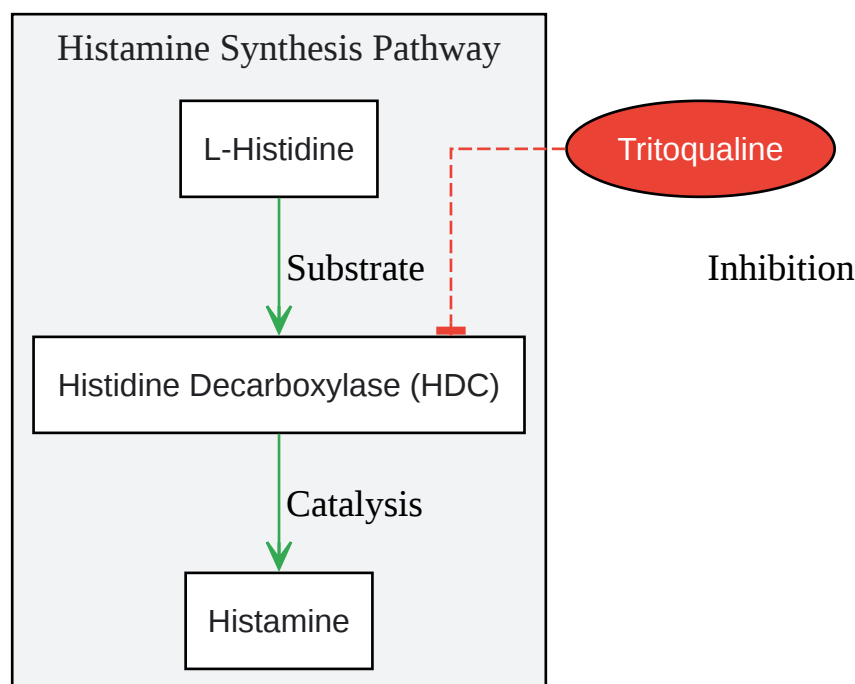 Histamine Synthesis Pathway
L-Histidine
Tritoqualine
Substrate
Inhibition
Histidine Decarboxylase (HDC)
Catalysis
Histamine